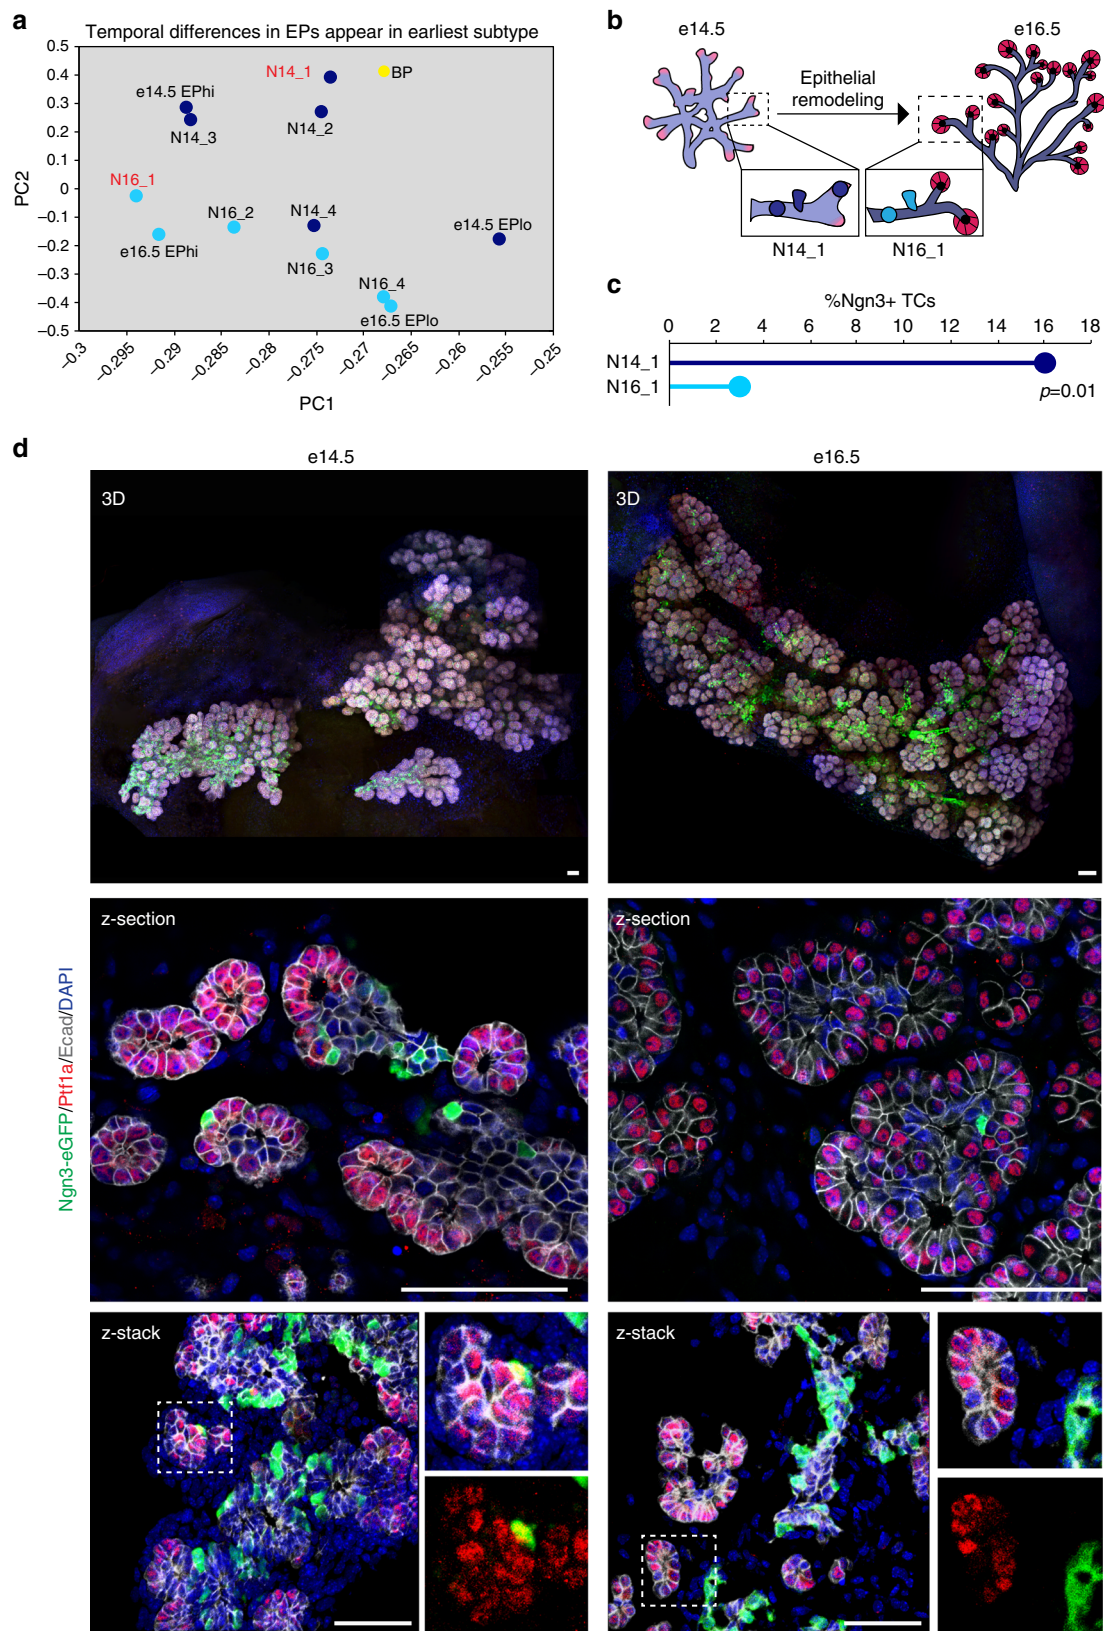 a
Temporal differences in EPs appear in earliest subtype
0.5
0.4
0.3
0.2
0.1
0
–0.1
–0.2
–0.3
–0.4
–0.5
PC2
N14_1
BP
e14.5 EPhi
N14_3
N14_2
N16_1
N16_2
N14_4
e14.5 EPlo
e16.5 EPhi
N16_3
N16_4
e16.5 EPlo
–0.3
–0.295
–0.29
–0.285
–0.28
–0.275
–0.27
–0.265
–0.26
–0.255
–0.25
PC1
b
e14.5
e16.5
Epithelial
remodeling
N14_1
N16_1
c
%Ngn3+ TCs
0 2 4 6 8 10 12 14 16 18
N14_1
N16_1
p=0.01
d
e14.5
e16.5
3D
3D
z-section
z-section
Ngn3-eGFP/Ptf1a/Ecad/DAPI
z-stack
z-stack